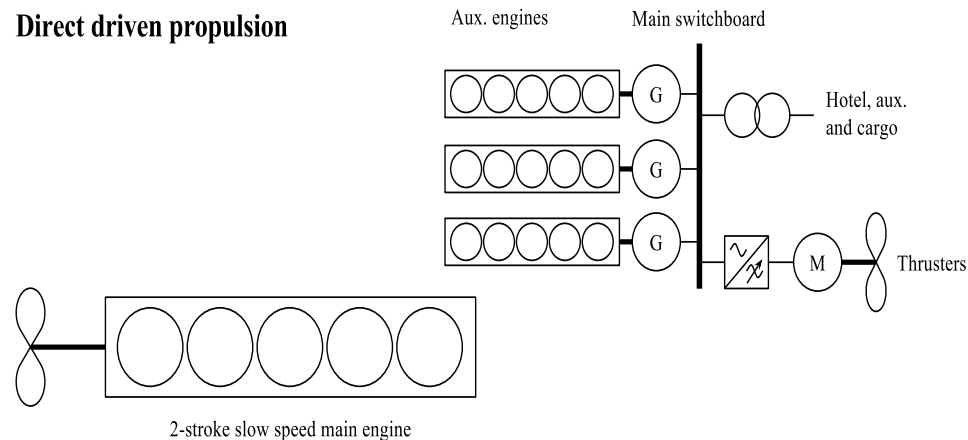 Direct driven propulsion
Aux. engines
Main switchboard
G
Hotel, aux.
and cargo
G
G
M
Thrusters
2-stroke slow speed main engine